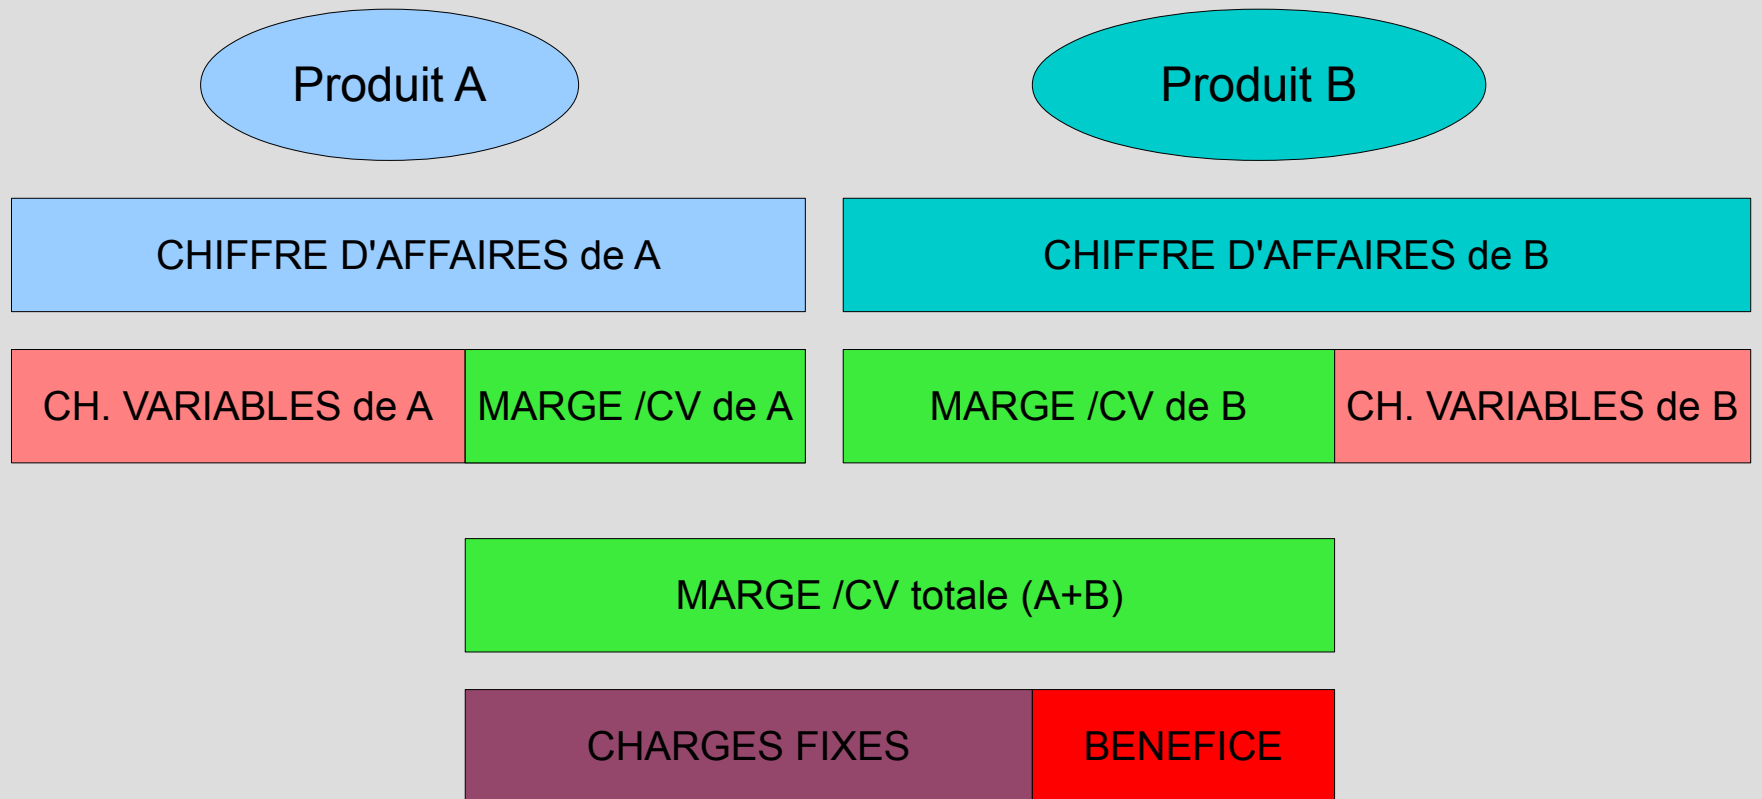 Produit A
Produit B
CHIFFRE D'AFFAIRES de A
CHIFFRE D'AFFAIRES de B
CH. VARIABLES de A
MARGE /CV de A
MARGE /CV de B
CH. VARIABLES de B
MARGE /CV totale (A+B)
CHARGES FIXES
BENEFICE